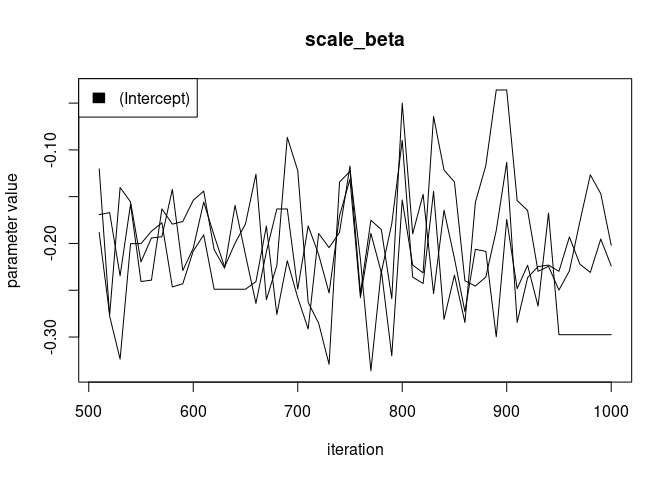 scale_beta
(Intercept)
parameter value
-0.10
-0.20
-0.30
500 600 700 800 900 1000
iteration